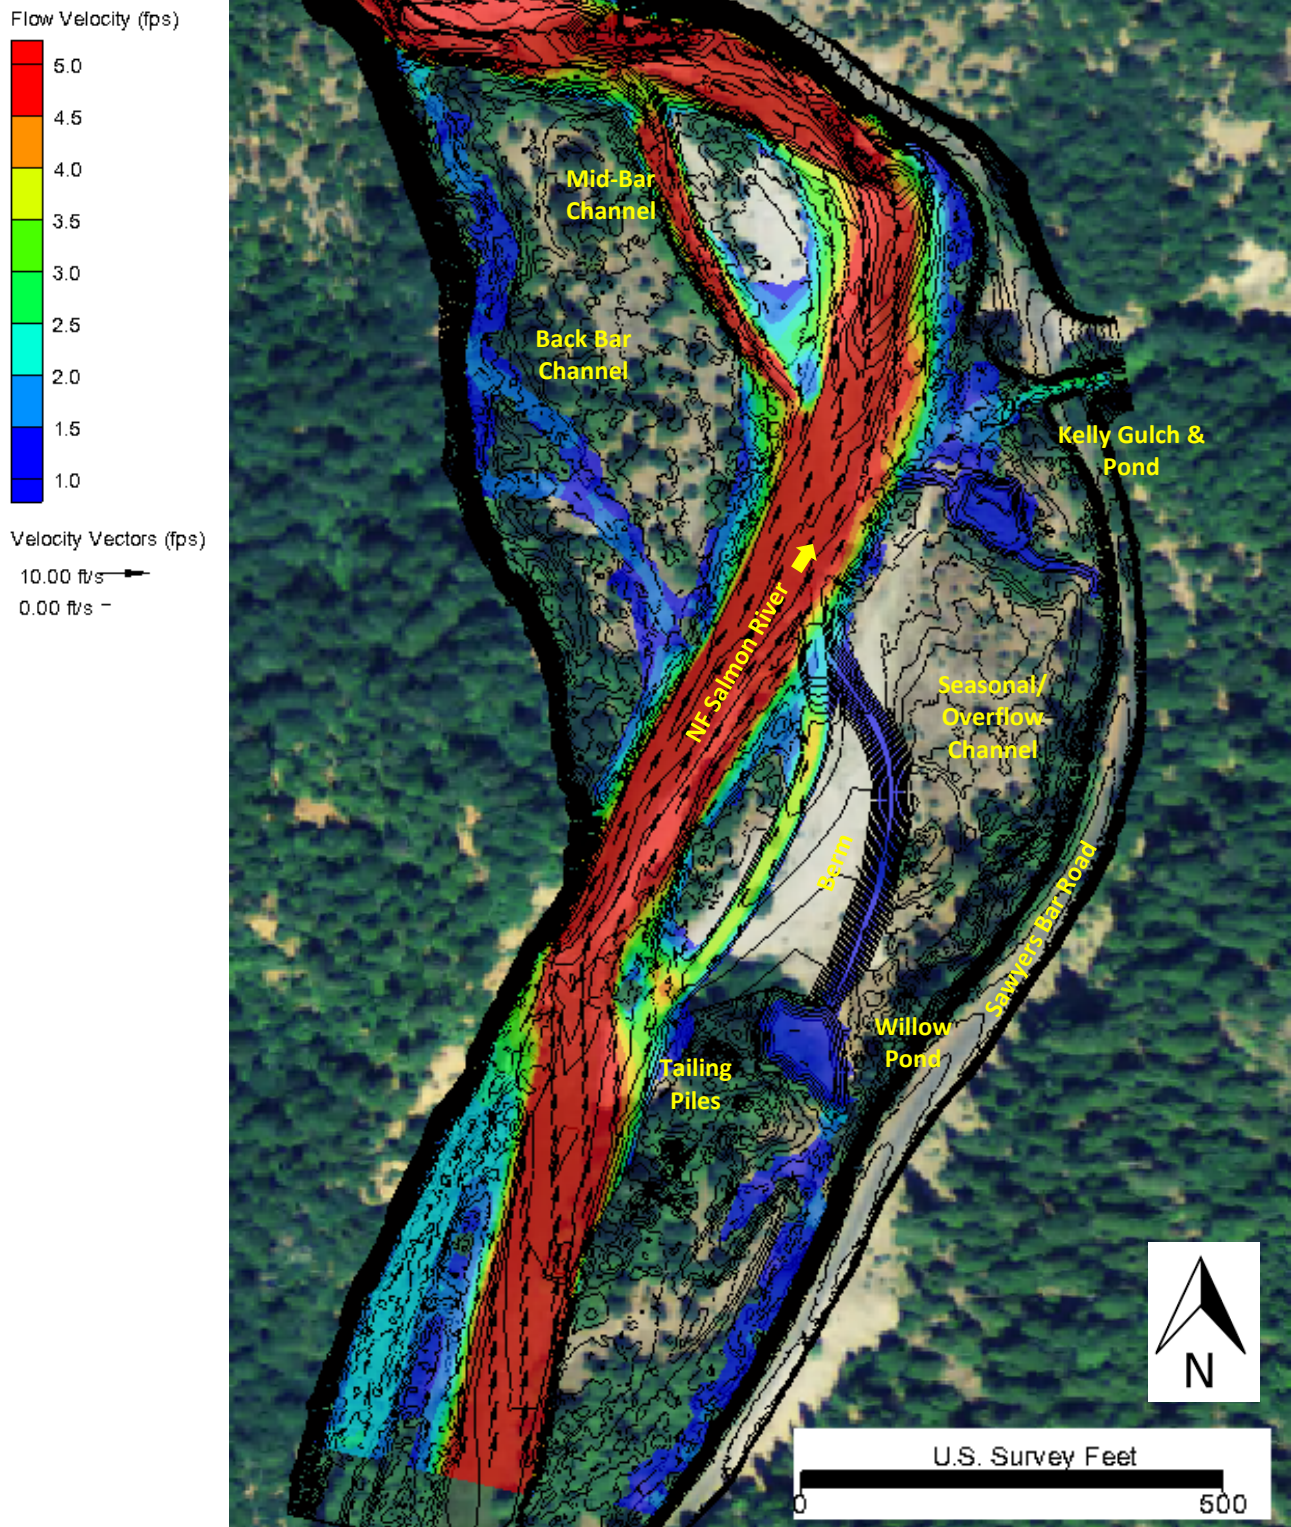 Flow Velocity (fps)
5.0
4.5
4.0
3.5
3.0
2.5
2.0
1.5
1.0
Velocity Vectors (fps)
10.00 ft/s
0.00 ft/s
Mid-Bar
Channel
Back Bar
Channel
Kelly Gulch &
Pond
NF Salmon River
Seasonal/
Overflow
Channel
Berm
Sawyers Bar Road
Willow
Pond
Tailing
Piles
N
U.S. Survey Feet
0
500